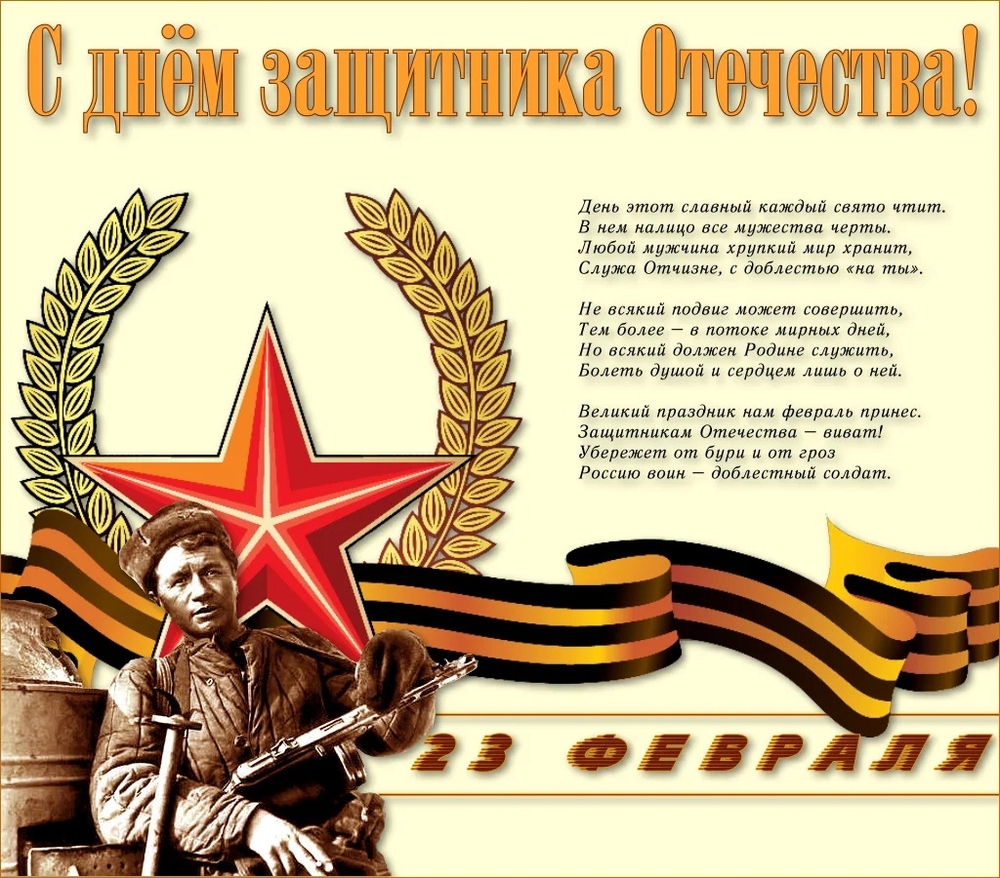 С днём защитника Отечества!
День этот славный каждый свято чтит.
В нем налицо все мужества черты.
Любой мужчина хрупкий мир хранит,
Служа Отчизне, с доблестью «на ты».
Не всякий подвиг может совершить,
Тем более – в потоке мирных дней,
Но всякий должен Родине служить,
Болеть душой и сердцем лишь о ней.
Великий праздник нам февраль принес.
Защитникам Отечества – виват!
Убережет от бури и от гроз
Россию воин – доблестный солдат.
23 ФЕВРАЛЯ